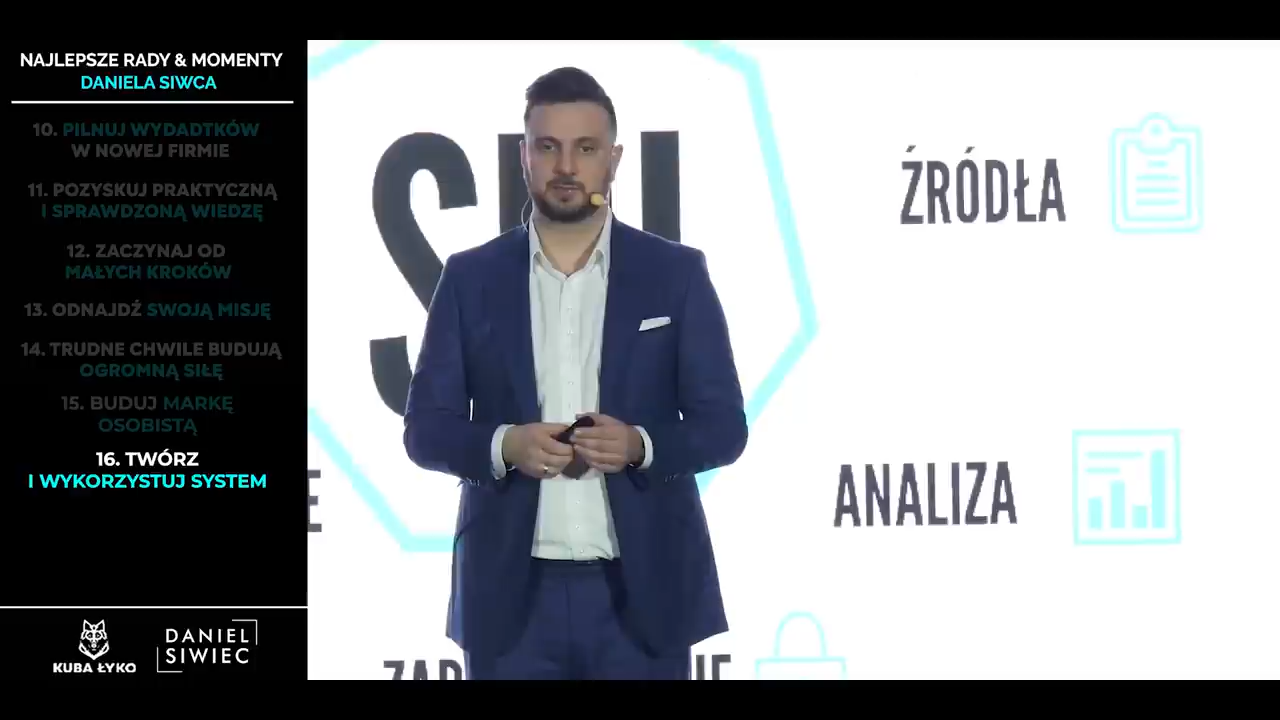 NAJLEPSZE RADY & MOMENTY
DANIELA SIWCA
10. PILNUJ WYDADTKÓW
W NOWEJ FIRMIE
11. POZYSKUJ PRAKTYCZNĄ
I SPRAWDZONĄ WIEDZĘ
12. ZACZYNAJ OD
MAŁYCH KROKÓW
13. ODNAJDŹ SWOJĄ MISJĘ
14. TRUDNE CHWILE BUDUJĄ
OGROMNĄ SIŁĘ
15. BUDUJ MARKĘ
OSOBISTĄ
16. TWÓRZ
I WYKORZYSTUJ SYSTEM
KUBA ŁYKO
DANIEL
SIWIEC
ŹRÓDŁA
ANALIZA